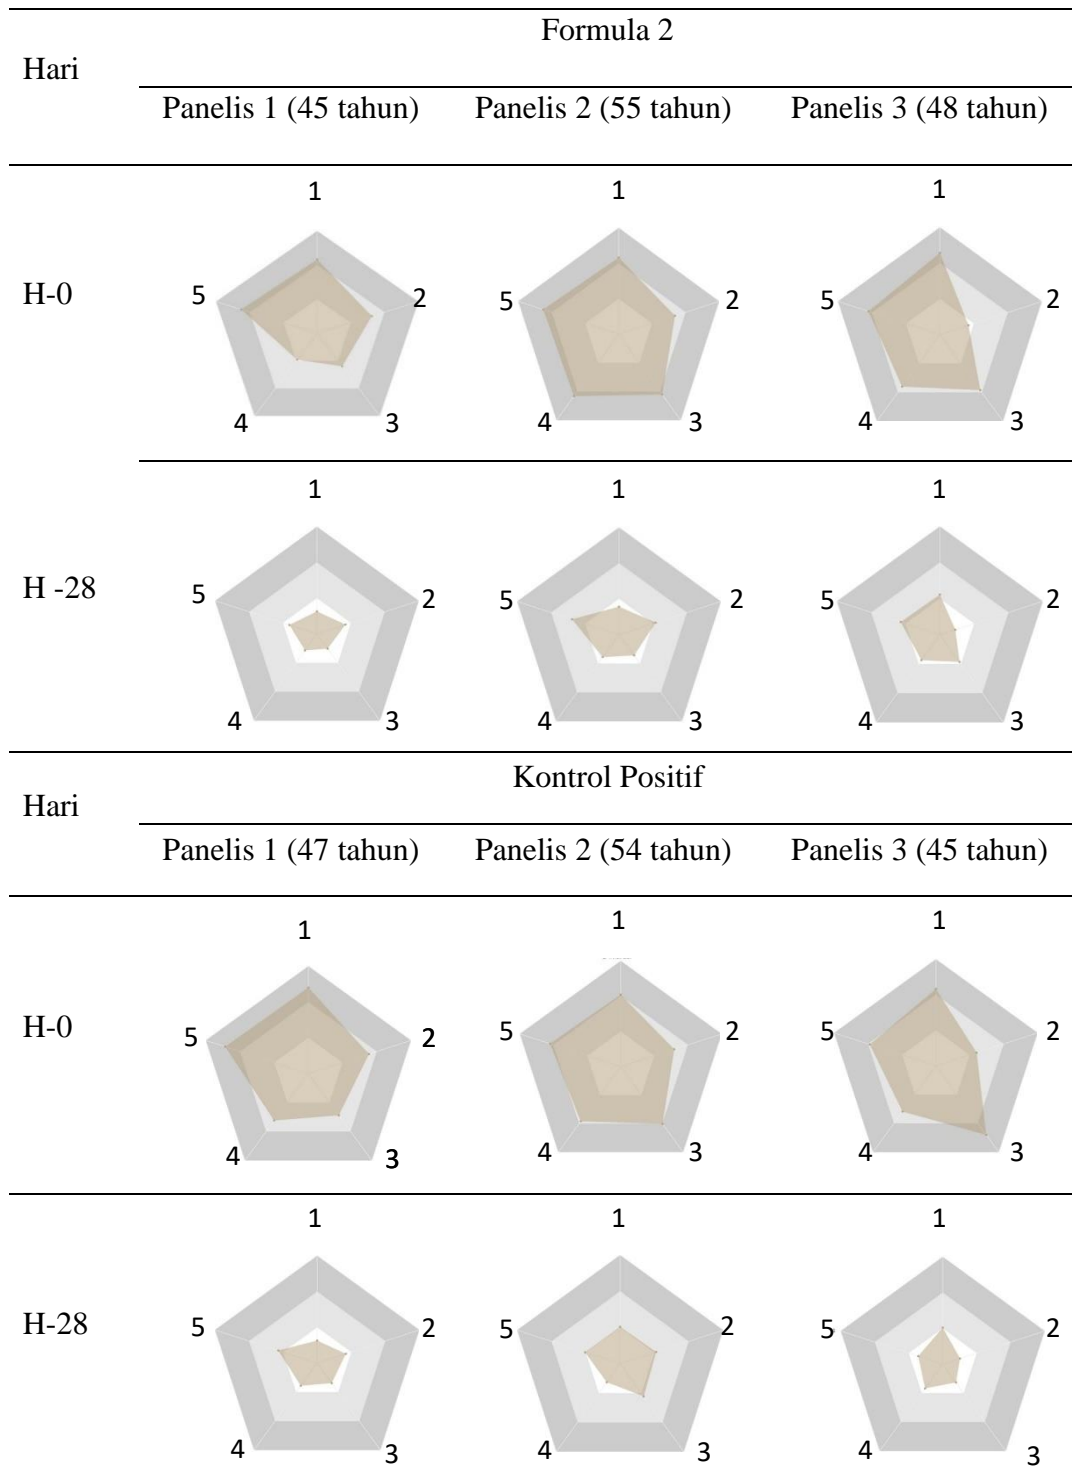 Formula 2
Hari
Panelis 1 (45 tahun) Panelis 2 (55 tahun) Panelis 3 (48 tahun)
1 1 1
H-0 5 2 5 2 5 2
4 3 4 3 4 3
1 1 1
H -28 5 2 5 2 5 2
4 3 4 3 4 3
Kontrol Positif
Hari
Panelis 1 (47 tahun) Panelis 2 (54 tahun) Panelis 3 (45 tahun)
1 1 1
H-0 5 2 5 2 5 2
4 3 4 3 4 3
1 1 1
H-28 5 2 5 2 5 2
4 3 4 3 4 3